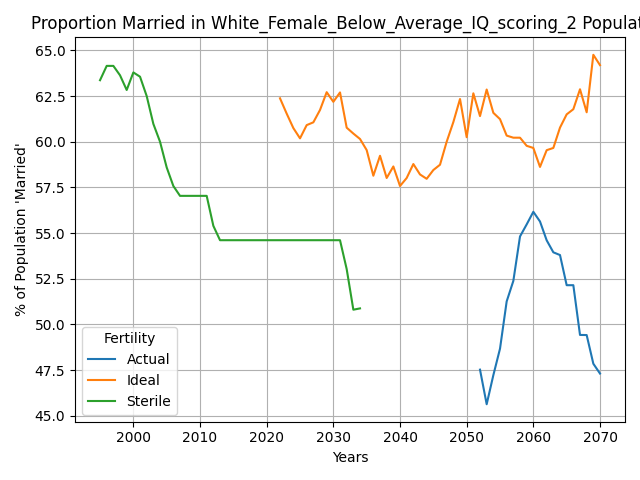 Proportion Married in White_Female_Below_Average_IQ_scoring_2 Populat
65.0
62.5
60.0
57.5
55.0
52.5
50.0
47.5
45.0
% of Population 'Married'
Fertility
Actual
Ideal
Sterile
2000 2010 2020 2030 2040 2050 2060 2070
Years